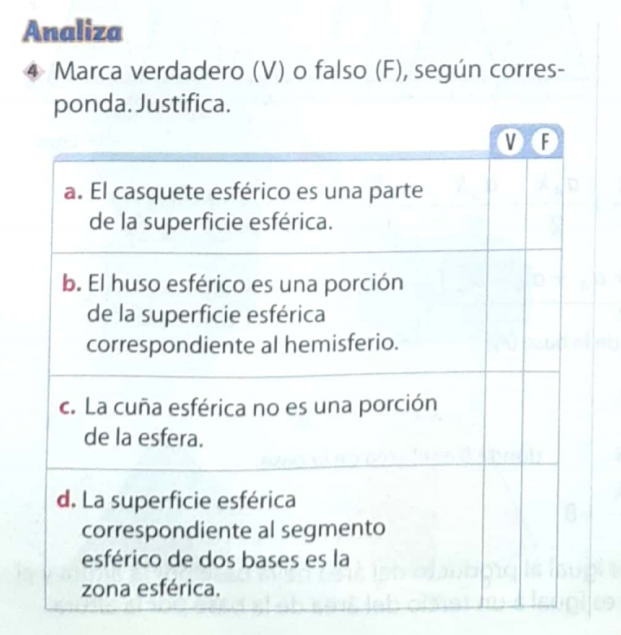 Analiza
4 Marca verdadero (V) o falso (F), según corres-
ponda. Justifica.
V F
a. El casquete esférico es una parte
de la superficie esférica.
b. El huso esférico es una porción
de la superficie esférica
correspondiente al hemisferio.
c. La cuña esférica no es una porción
de la esfera.
d. La superficie esférica
correspondiente al segmento
esférico de dos bases es la
zona esférica.